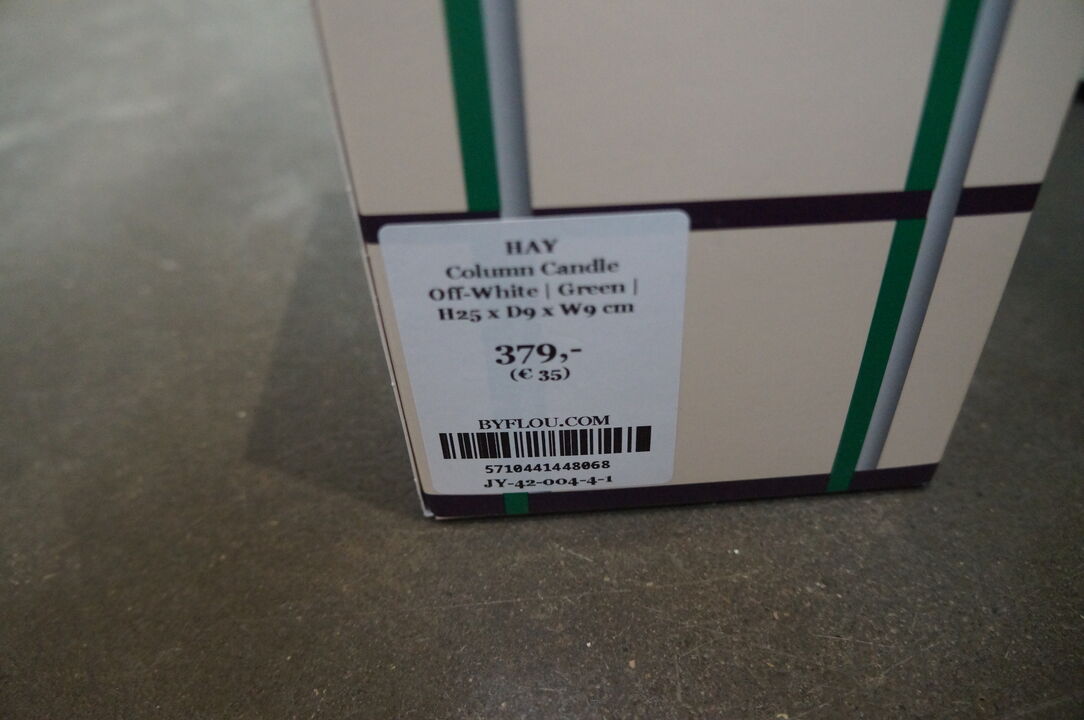 HAY
Column Candle
Off-White | Green |
H25 x D9 x W9 cm
379,-
(€ 35)
BYFLOU.COM
5710441448068
JY-42-004-4-1